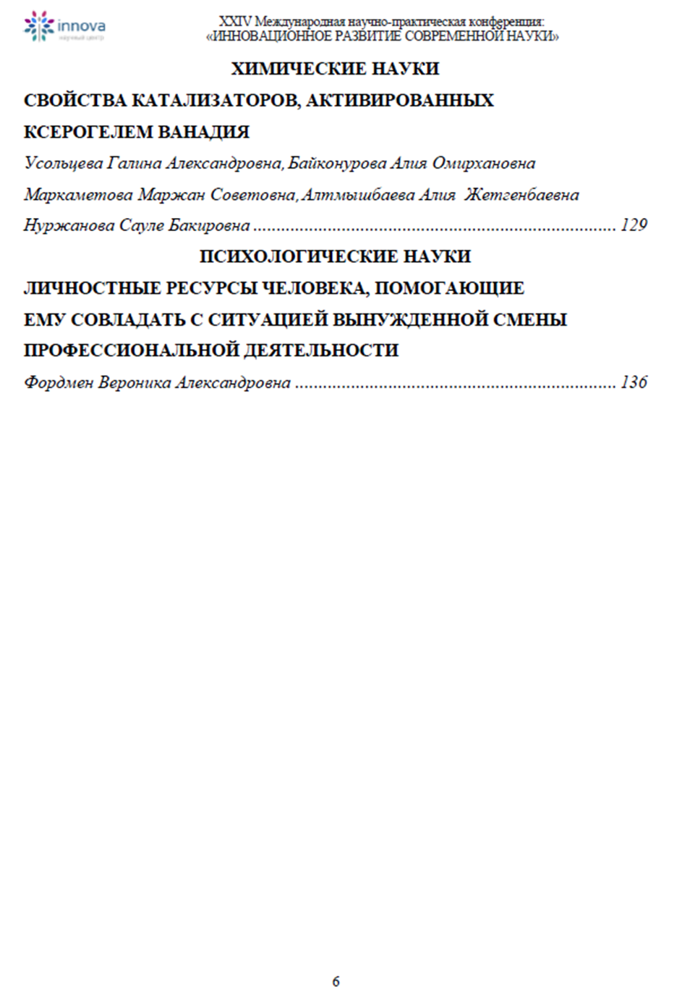 innova
научный центр
XXIV Международная научно-практическая конференция:
«ИННОВАЦИОННОЕ РАЗВИТИЕ СОВРЕМЕННОЙ НАУКИ»
ХИМИЧЕСКИЕ НАУКИ
СВОЙСТВА КАТАЛИЗАТОРОВ, АКТИВИРОВАННЫХ
КСЕРОГЕЛЕМ ВАНАДИЯ
Усольцева Галина Александровна, Байконурова Алия Омирхановна
Маркаметова Маржан Советовна, Алтмышбаева Алия Жетгенбаевна
Нуржанова Сауле Бакировна .............................................................................. 129
ПСИХОЛОГИЧЕСКИЕ НАУКИ
ЛИЧНОСТНЫЕ РЕСУРСЫ ЧЕЛОВЕКА, ПОМОГАЮЩИЕ
ЕМУ СОВЛАДАТЬ С СИТУАЦИЕЙ ВЫНУЖДЕННОЙ СМЕНЫ
ПРОФЕССИОНАЛЬНОЙ ДЕЯТЕЛЬНОСТИ
Фордмен Вероника Александровна ..................................................................... 136
6